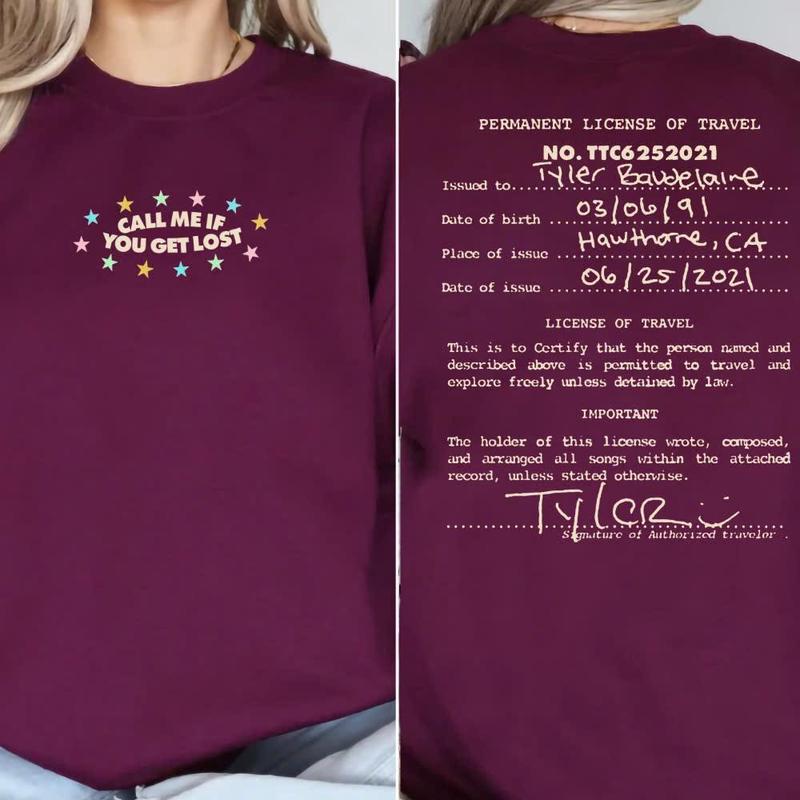 CALL ME IF
YOU GET LOST
PERMANENT LICENSE OF TRAVEL
NO. TTC6252021
Issued to.... Tyler Baudelaire
Date of birth .... 03/06/91
Place of issue .... Hawthorne, CA
Date of issue .... 06/25/2021
LICENSE OF TRAVEL
This is to Certify that the person named and
described above is permitted to travel and
explore freely unless detained by law.
IMPORTANT
The holder of this license wrote, composed,
and arranged all songs within the attached
record, unless stated otherwise.
TylER :)
Signature of Authorized traveler .